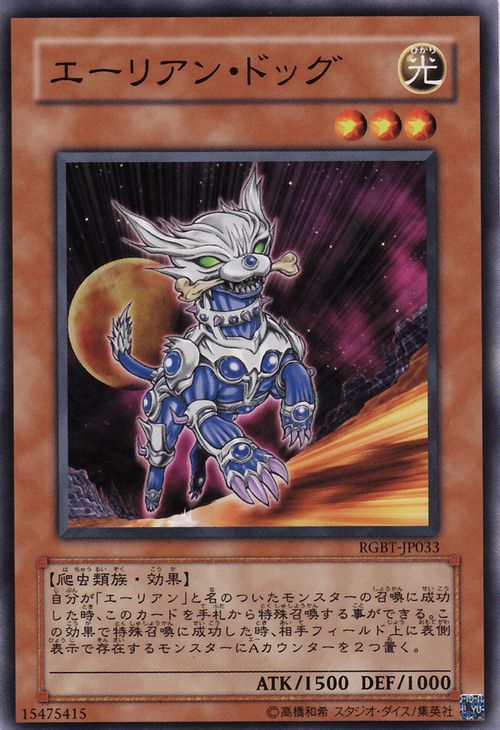 エーリアン・ドッグ
ひかり
光
RGBT-JP033
【爬虫類族・効果】
自分が「エーリアン」と名のついたモンスターの召喚に成功
した時、このカードを手札から特殊召喚する事ができる。こ
の効果で特殊召喚に成功した時、相手フィールド上に表側
表示で存在するモンスターにAカウンターを２つ置く。
ATK/1500 DEF/1000
15475415
©高橋和希 スタジオ・ダイス/集英社